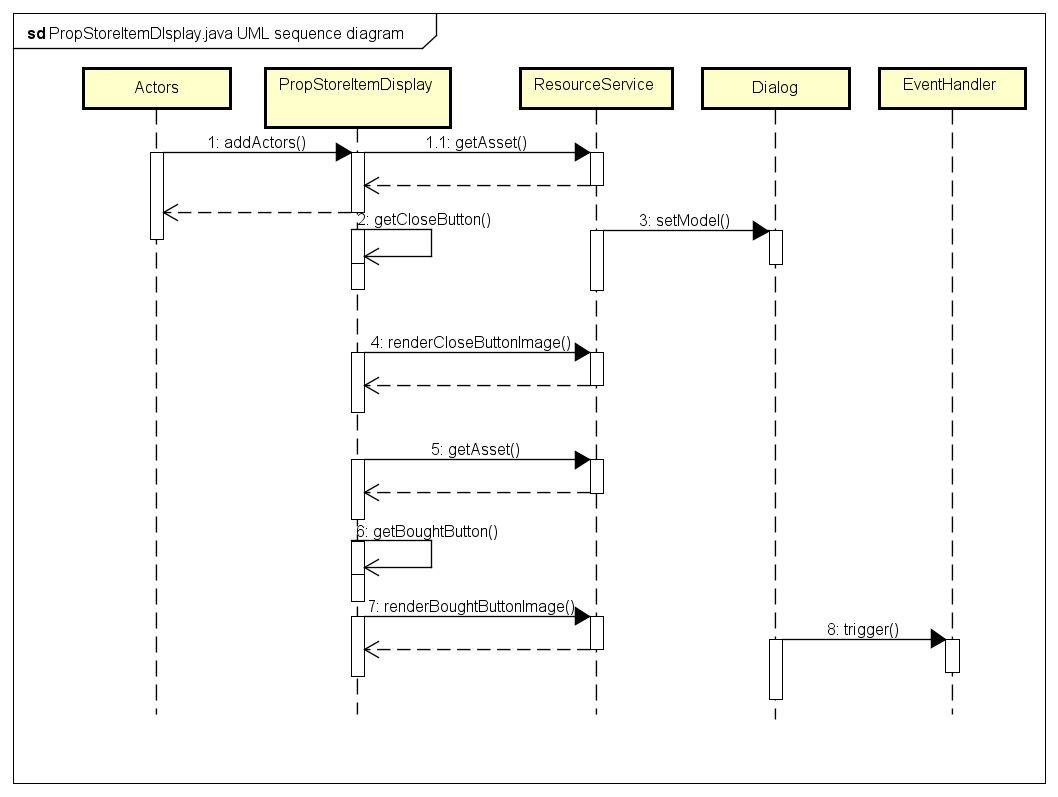 sd PropStoreItemDIsplay.java UML sequence diagram
Actors
PropStoreItemDisplay
ResourceService
Dialog
EventHandler
1: addActors()
1.1: getAsset()
2: getCloseButton()
3: setModel()
4: renderCloseButtonImage()
5: getAsset()
6: getBoughtButton()
7: renderBoughtButtonImage()
8: trigger()